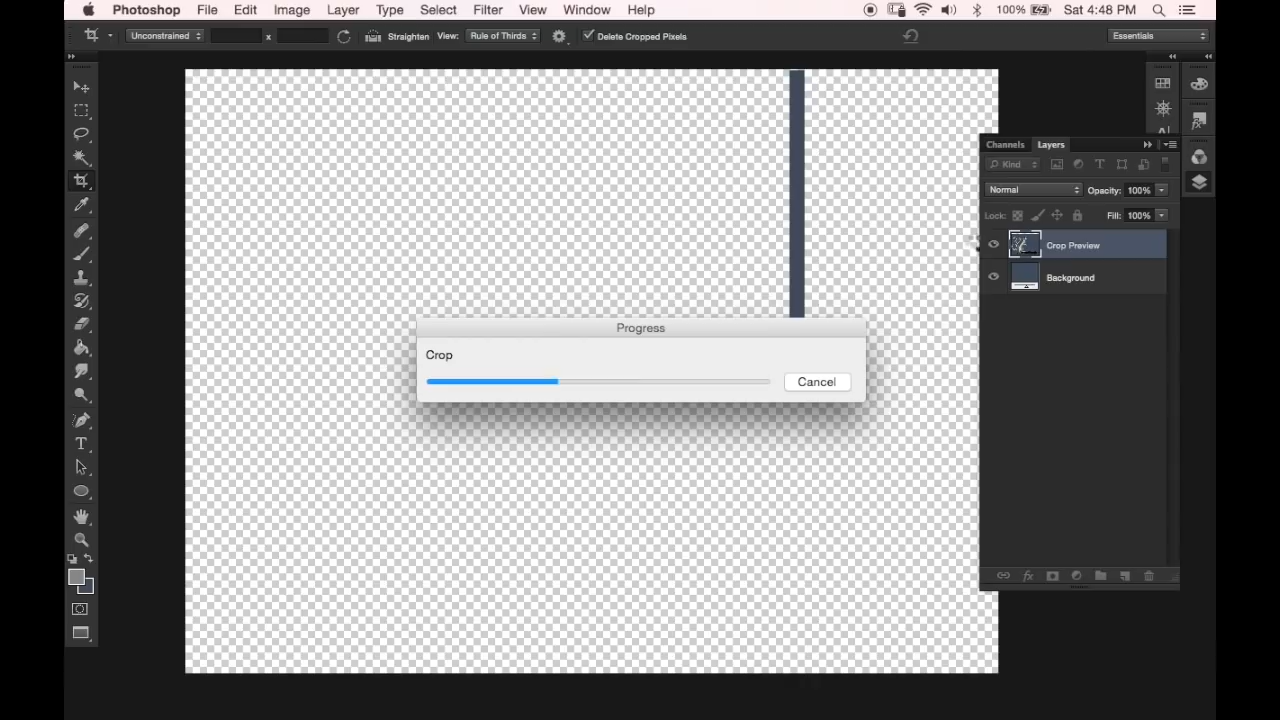 Photoshop File Edit Image Layer Type Select Filter View Window Help 100% Sat 4:48 PM
Unconstrained x Straighten View: Rule of Thirds Delete Cropped Pixels Essentials
Channels Layers
Kind
Normal Opacity: 100%
Lock: Fill: 100%
Crop Preview
Background
Progress
Crop
Cancel